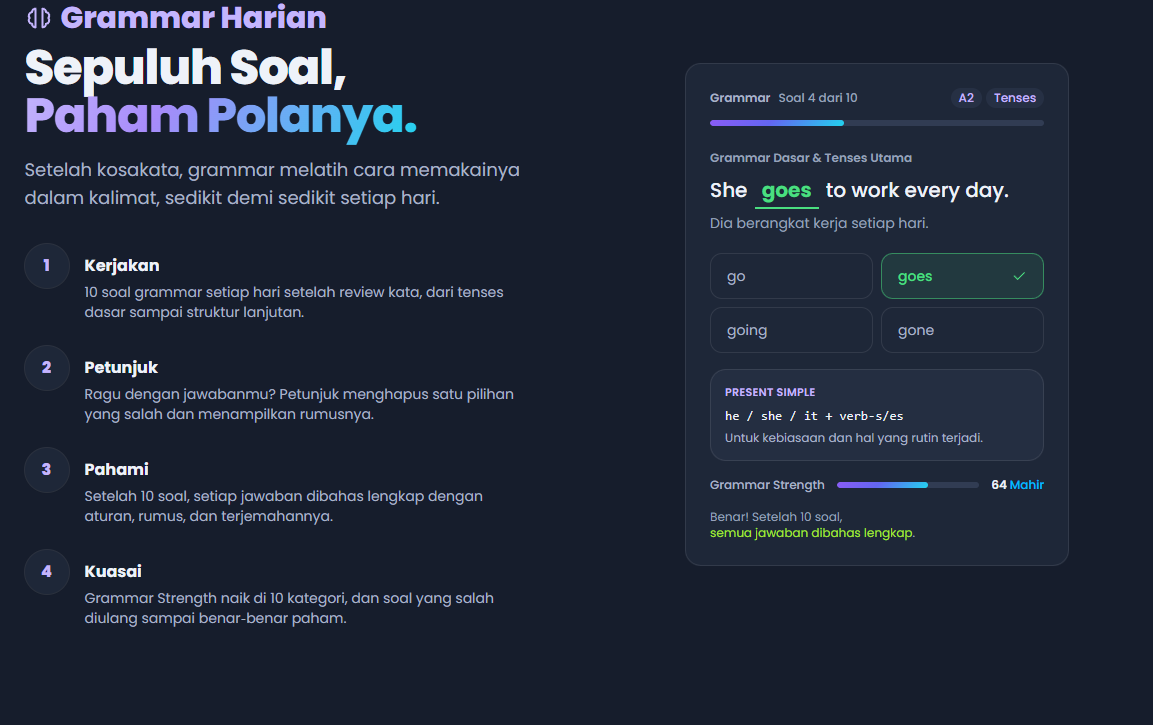 Grammar Harian
Sepuluh Soal,
Paham Polanya.
Setelah kosakata, grammar melatih cara memakainya
dalam kalimat, sedikit demi sedikit setiap hari.
1
Kerjakan
10 soal grammar setiap hari setelah review kata, dari tenses
dasar sampai struktur lanjutan.
2
Petunjuk
Ragu dengan jawabanmu? Petunjuk menghapus satu pilihan
yang salah dan menampilkan rumusnya.
3
Pahami
Setelah 10 soal, setiap jawaban dibahas lengkap dengan
aturan, rumus, dan terjemahannya.
4
Kuasai
Grammar Strength naik di 10 kategori, dan soal yang salah
diulang sampai benar-benar paham.
Grammar Soal 4 dari 10 A2 Tenses
Grammar Dasar & Tenses Utama
She goes to work every day.
Dia berangkat kerja setiap hari.
go goes
going gone
PRESENT SIMPLE
he / she / it + verb-s/es
Untuk kebiasaan dan hal yang rutin terjadi.
Grammar Strength 64 Mahir
Benar! Setelah 10 soal,
semua jawaban dibahas lengkap.